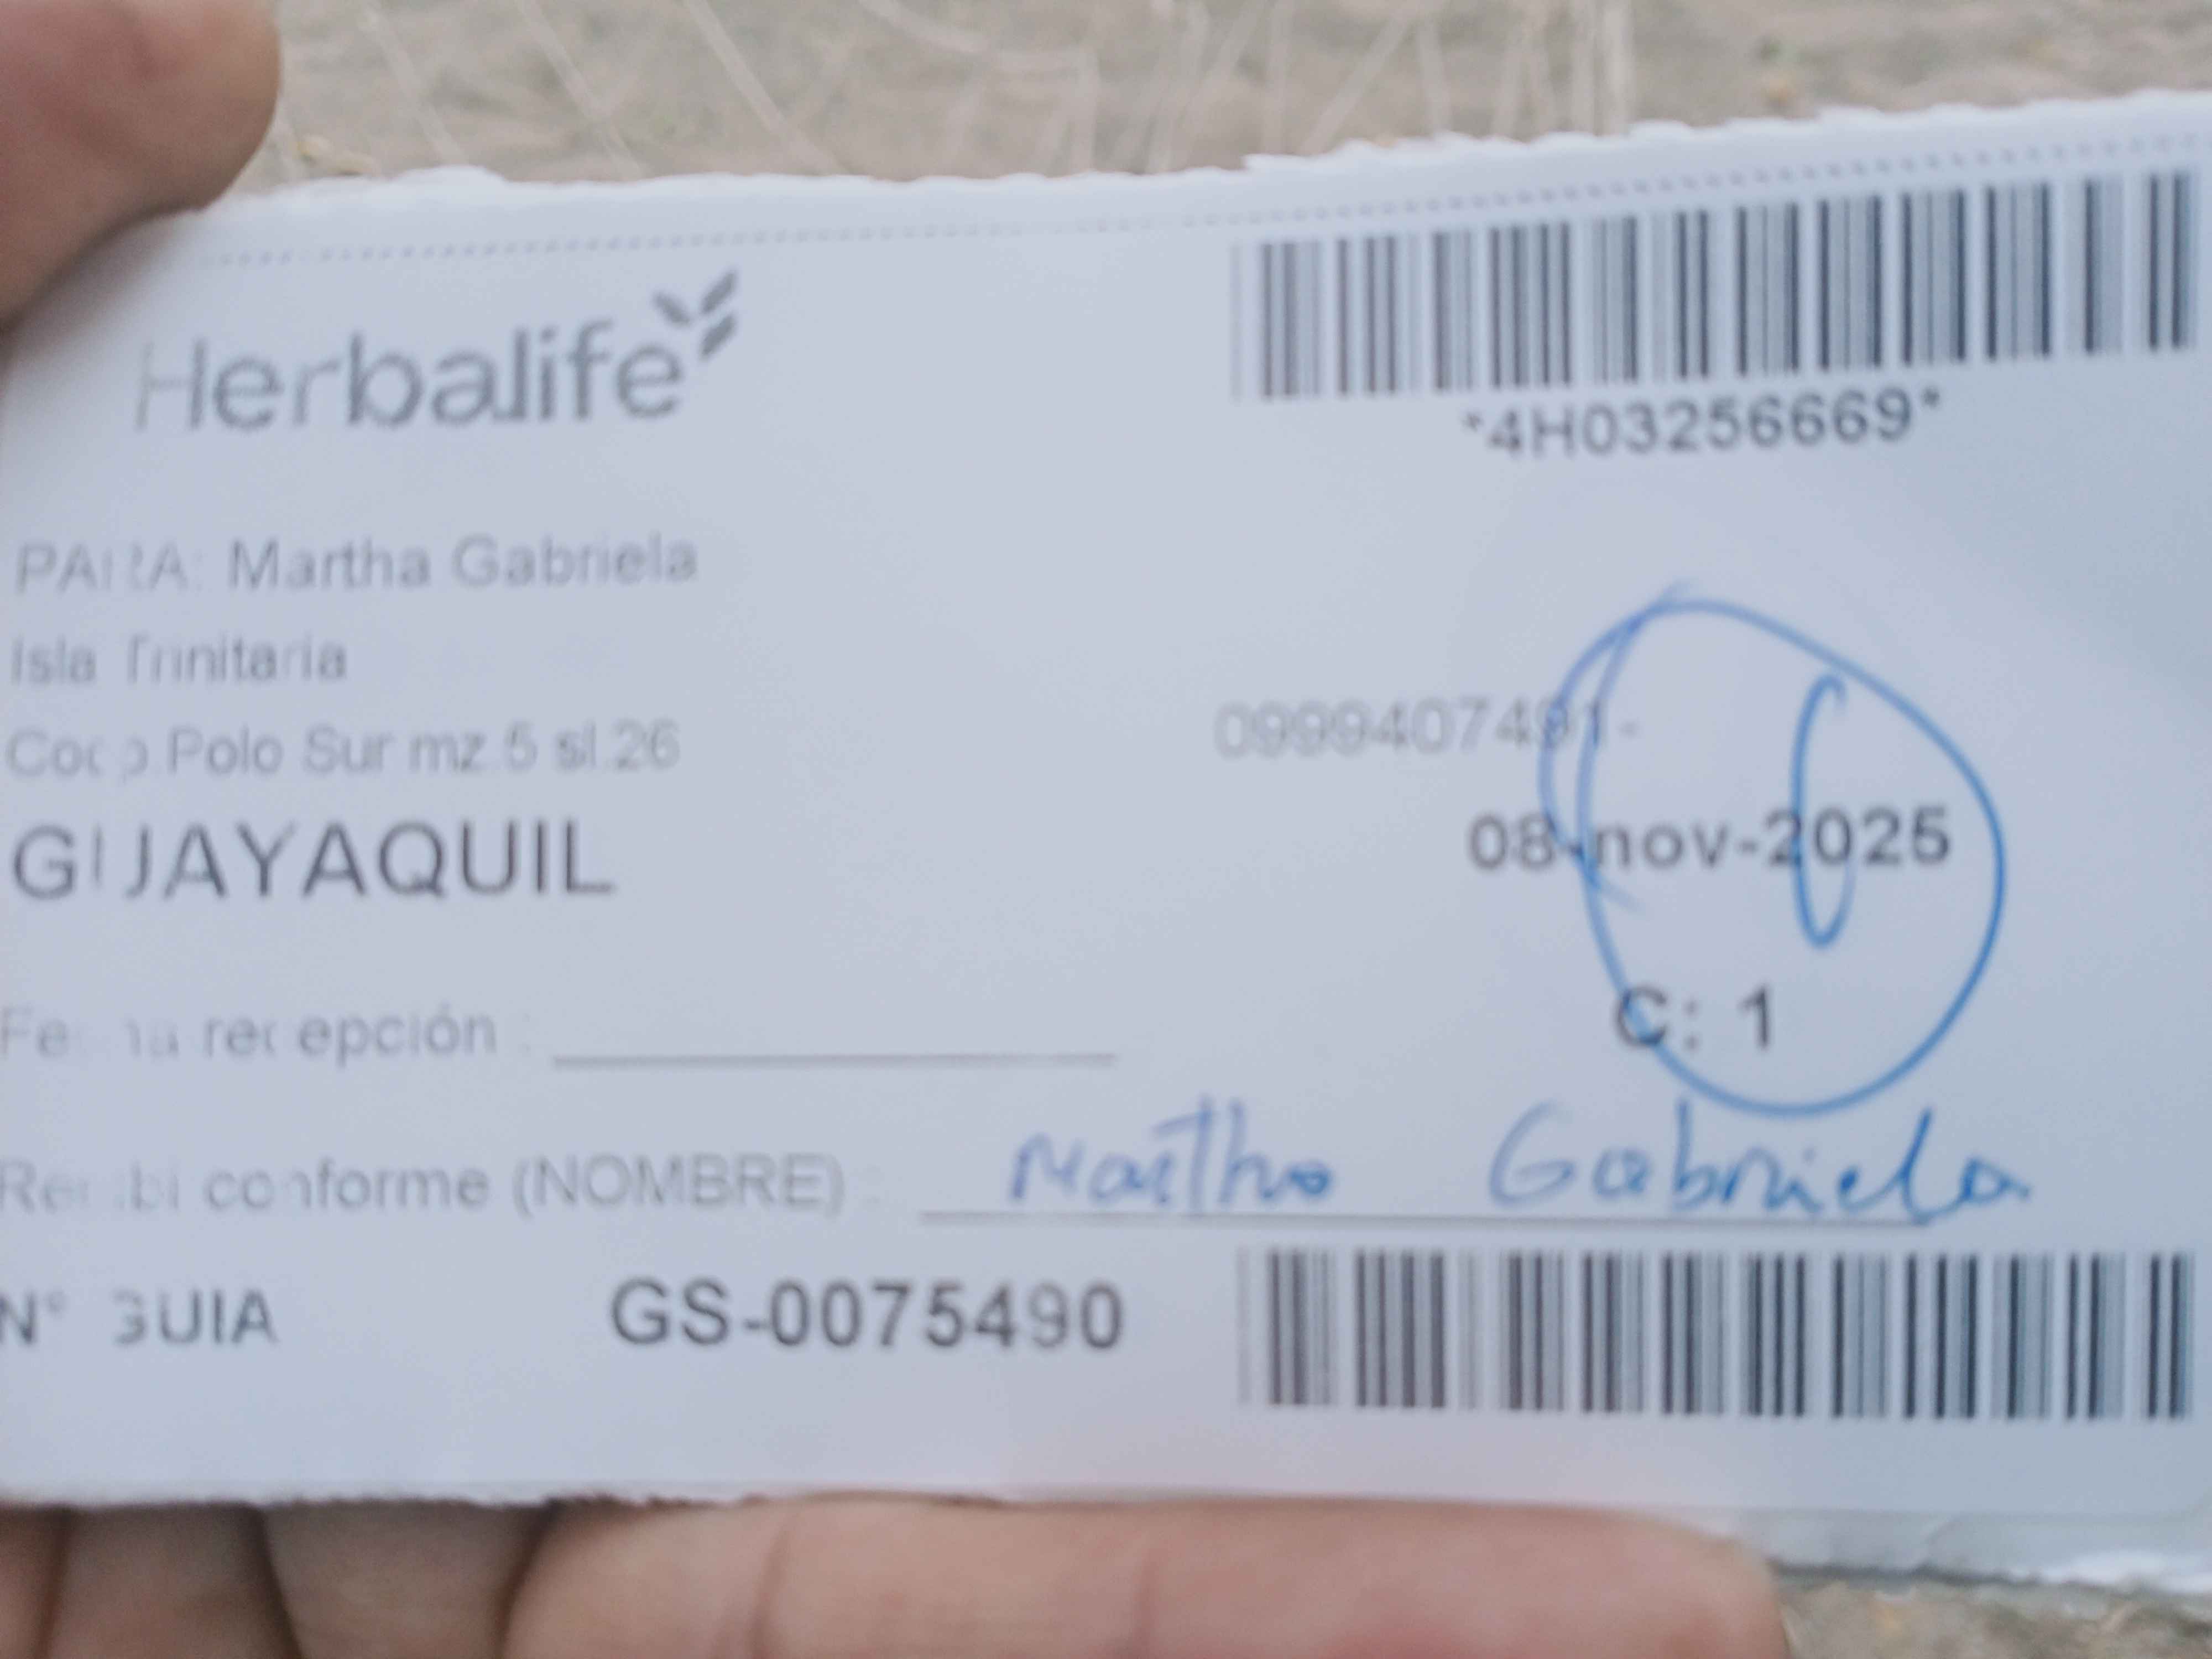 Herbalife
*4H03256669*
PARA: Martha Gabriela
Isla Trinitaria
Coop Polo Sur mz.5 sl.26
0999407491-
GUAYAQUIL
08-nov-2025
C: 1
Fecha recepción :
Recibi conforme (NOMBRE) : Martha Gabriela
N° GUIA GS-0075490